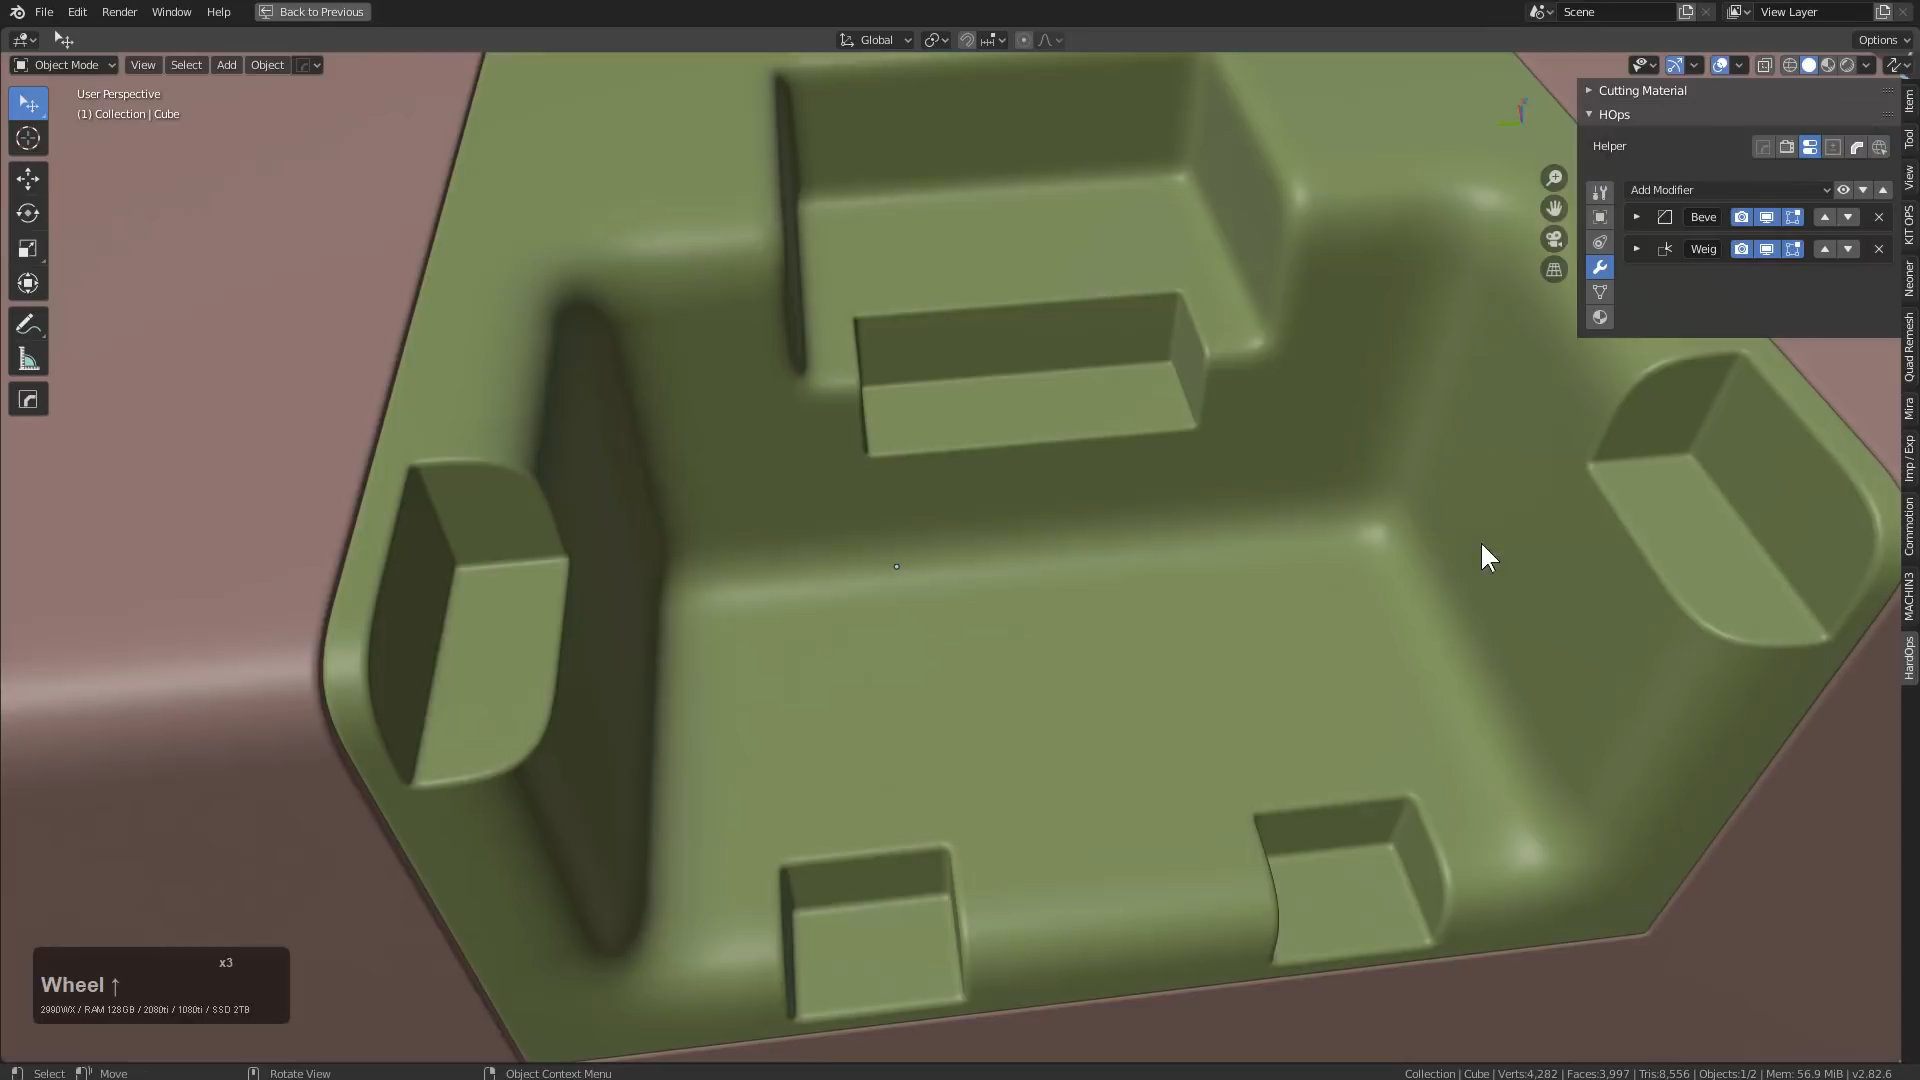 File Edit Render Window Help Back to Previous Scene View Layer
Global Options
Object Mode View Select Add Object
User Perspective
(1) Collection | Cube
Cutting Material
HOps
Helper
Add Modifier
Beve
Weig
Item
Tool
View
KIT OPS
Neoner
Quad Remesh
Mira
Imp / Exp
Commotion
MACHIN3
HardOps
x3
Wheel ↑
2990WX / RAM 128GB / 2080ti / 1080ti / SSD 2TB
Select Move Rotate View Object Context Menu Collection | Cube | Verts:4,282 | Faces:3,997 | Tris:8,556 | Objects:1/2 | Mem: 56.9 MiB | v2.82.6